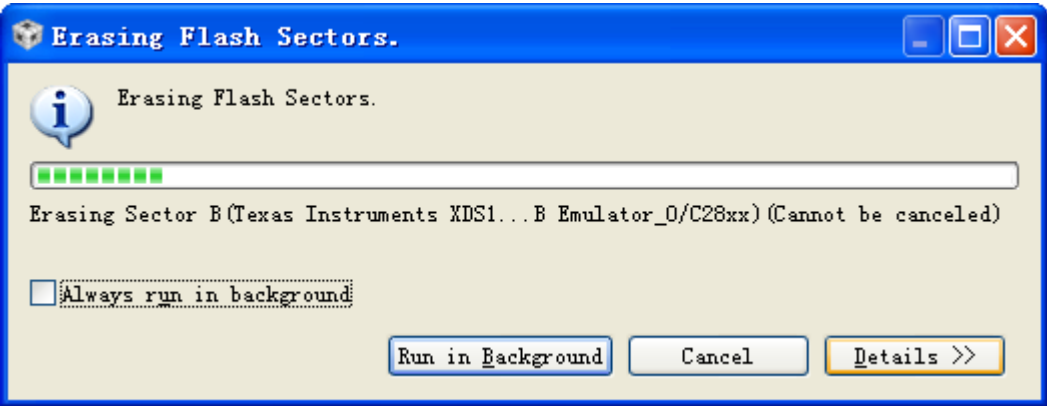 Erasing Flash Sectors.
Erasing Flash Sectors.
Erasing Sector B(Texas Instruments XDS1...B Emulator_0/C28xx)(Cannot be canceled)
Always run in background
Run in Background Cancel Details >>